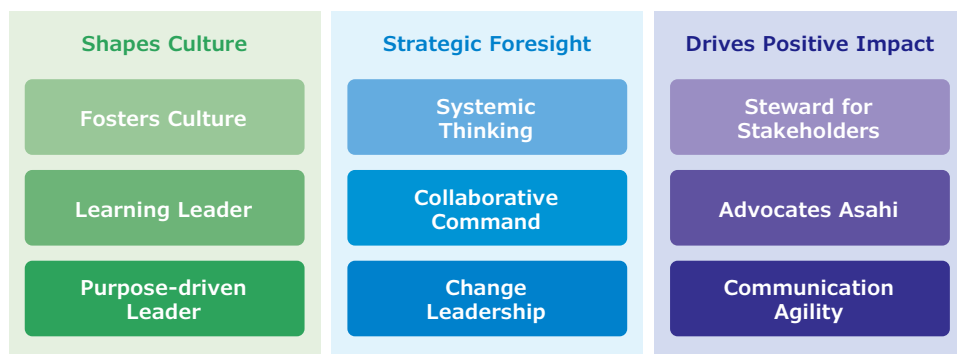 Shapes Culture
Fosters Culture
Learning Leader
Purpose-driven
Leader
Strategic Foresight
Systemic
Thinking
Collaborative
Command
Change
Leadership
Drives Positive Impact
Steward for
Stakeholders
Advocates Asahi
Communication
Agility